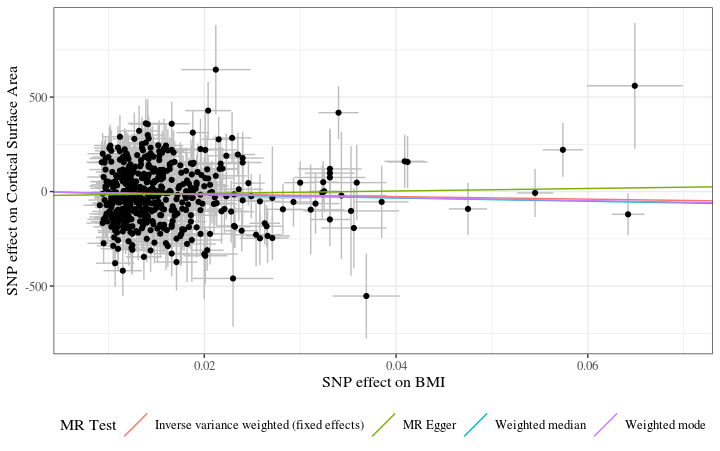 SNP effect on Cortical Surface Area
500
0
-500
0.02 0.04 0.06
SNP effect on BMI
MR Test Inverse variance weighted (fixed effects) MR Egger Weighted median Weighted mode